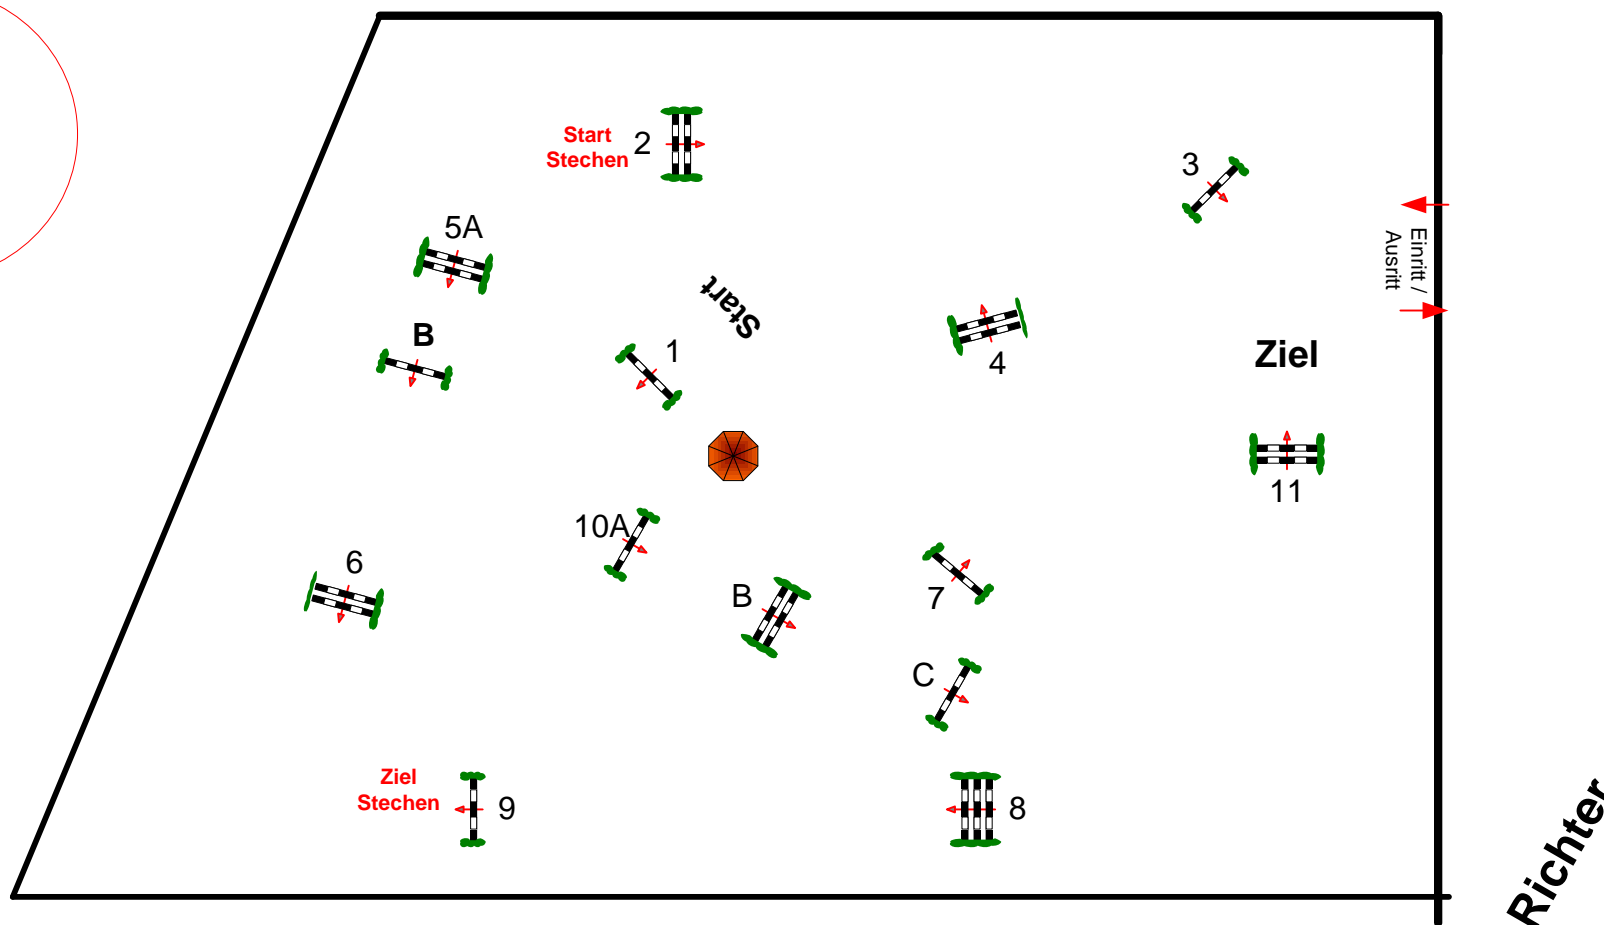 Start
Stechen
2
3
5A
Einritt /
Ausritt
Start
B
1
4
Ziel
11
10A
6
B
7
C
Ziel
Stechen
9
8
Richter